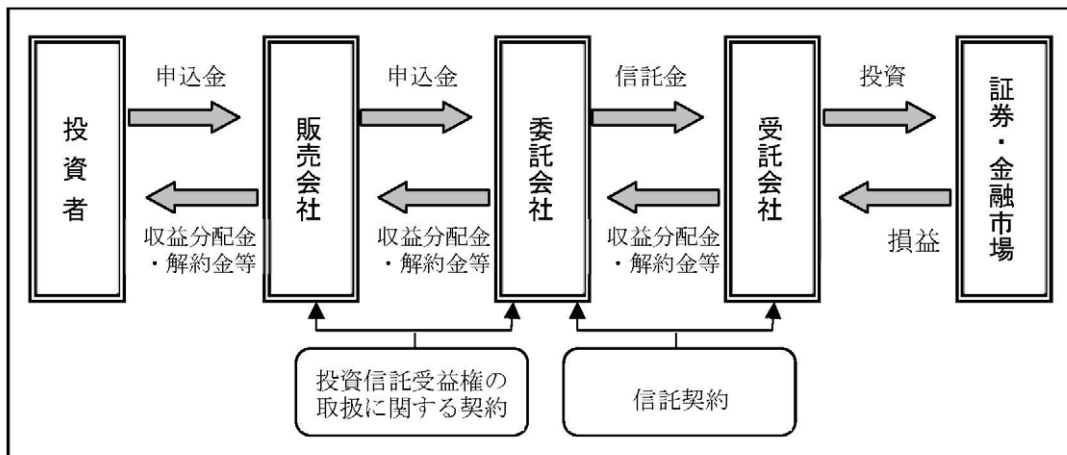 投資者
申込金
収益分配金
・解約金等
販売会社
申込金
収益分配金
・解約金等
委託会社
信託金
収益分配金
・解約金等
受託会社
投資
損益
証券・金融市場
投資信託受益権の
取扱に関する契約
信託契約